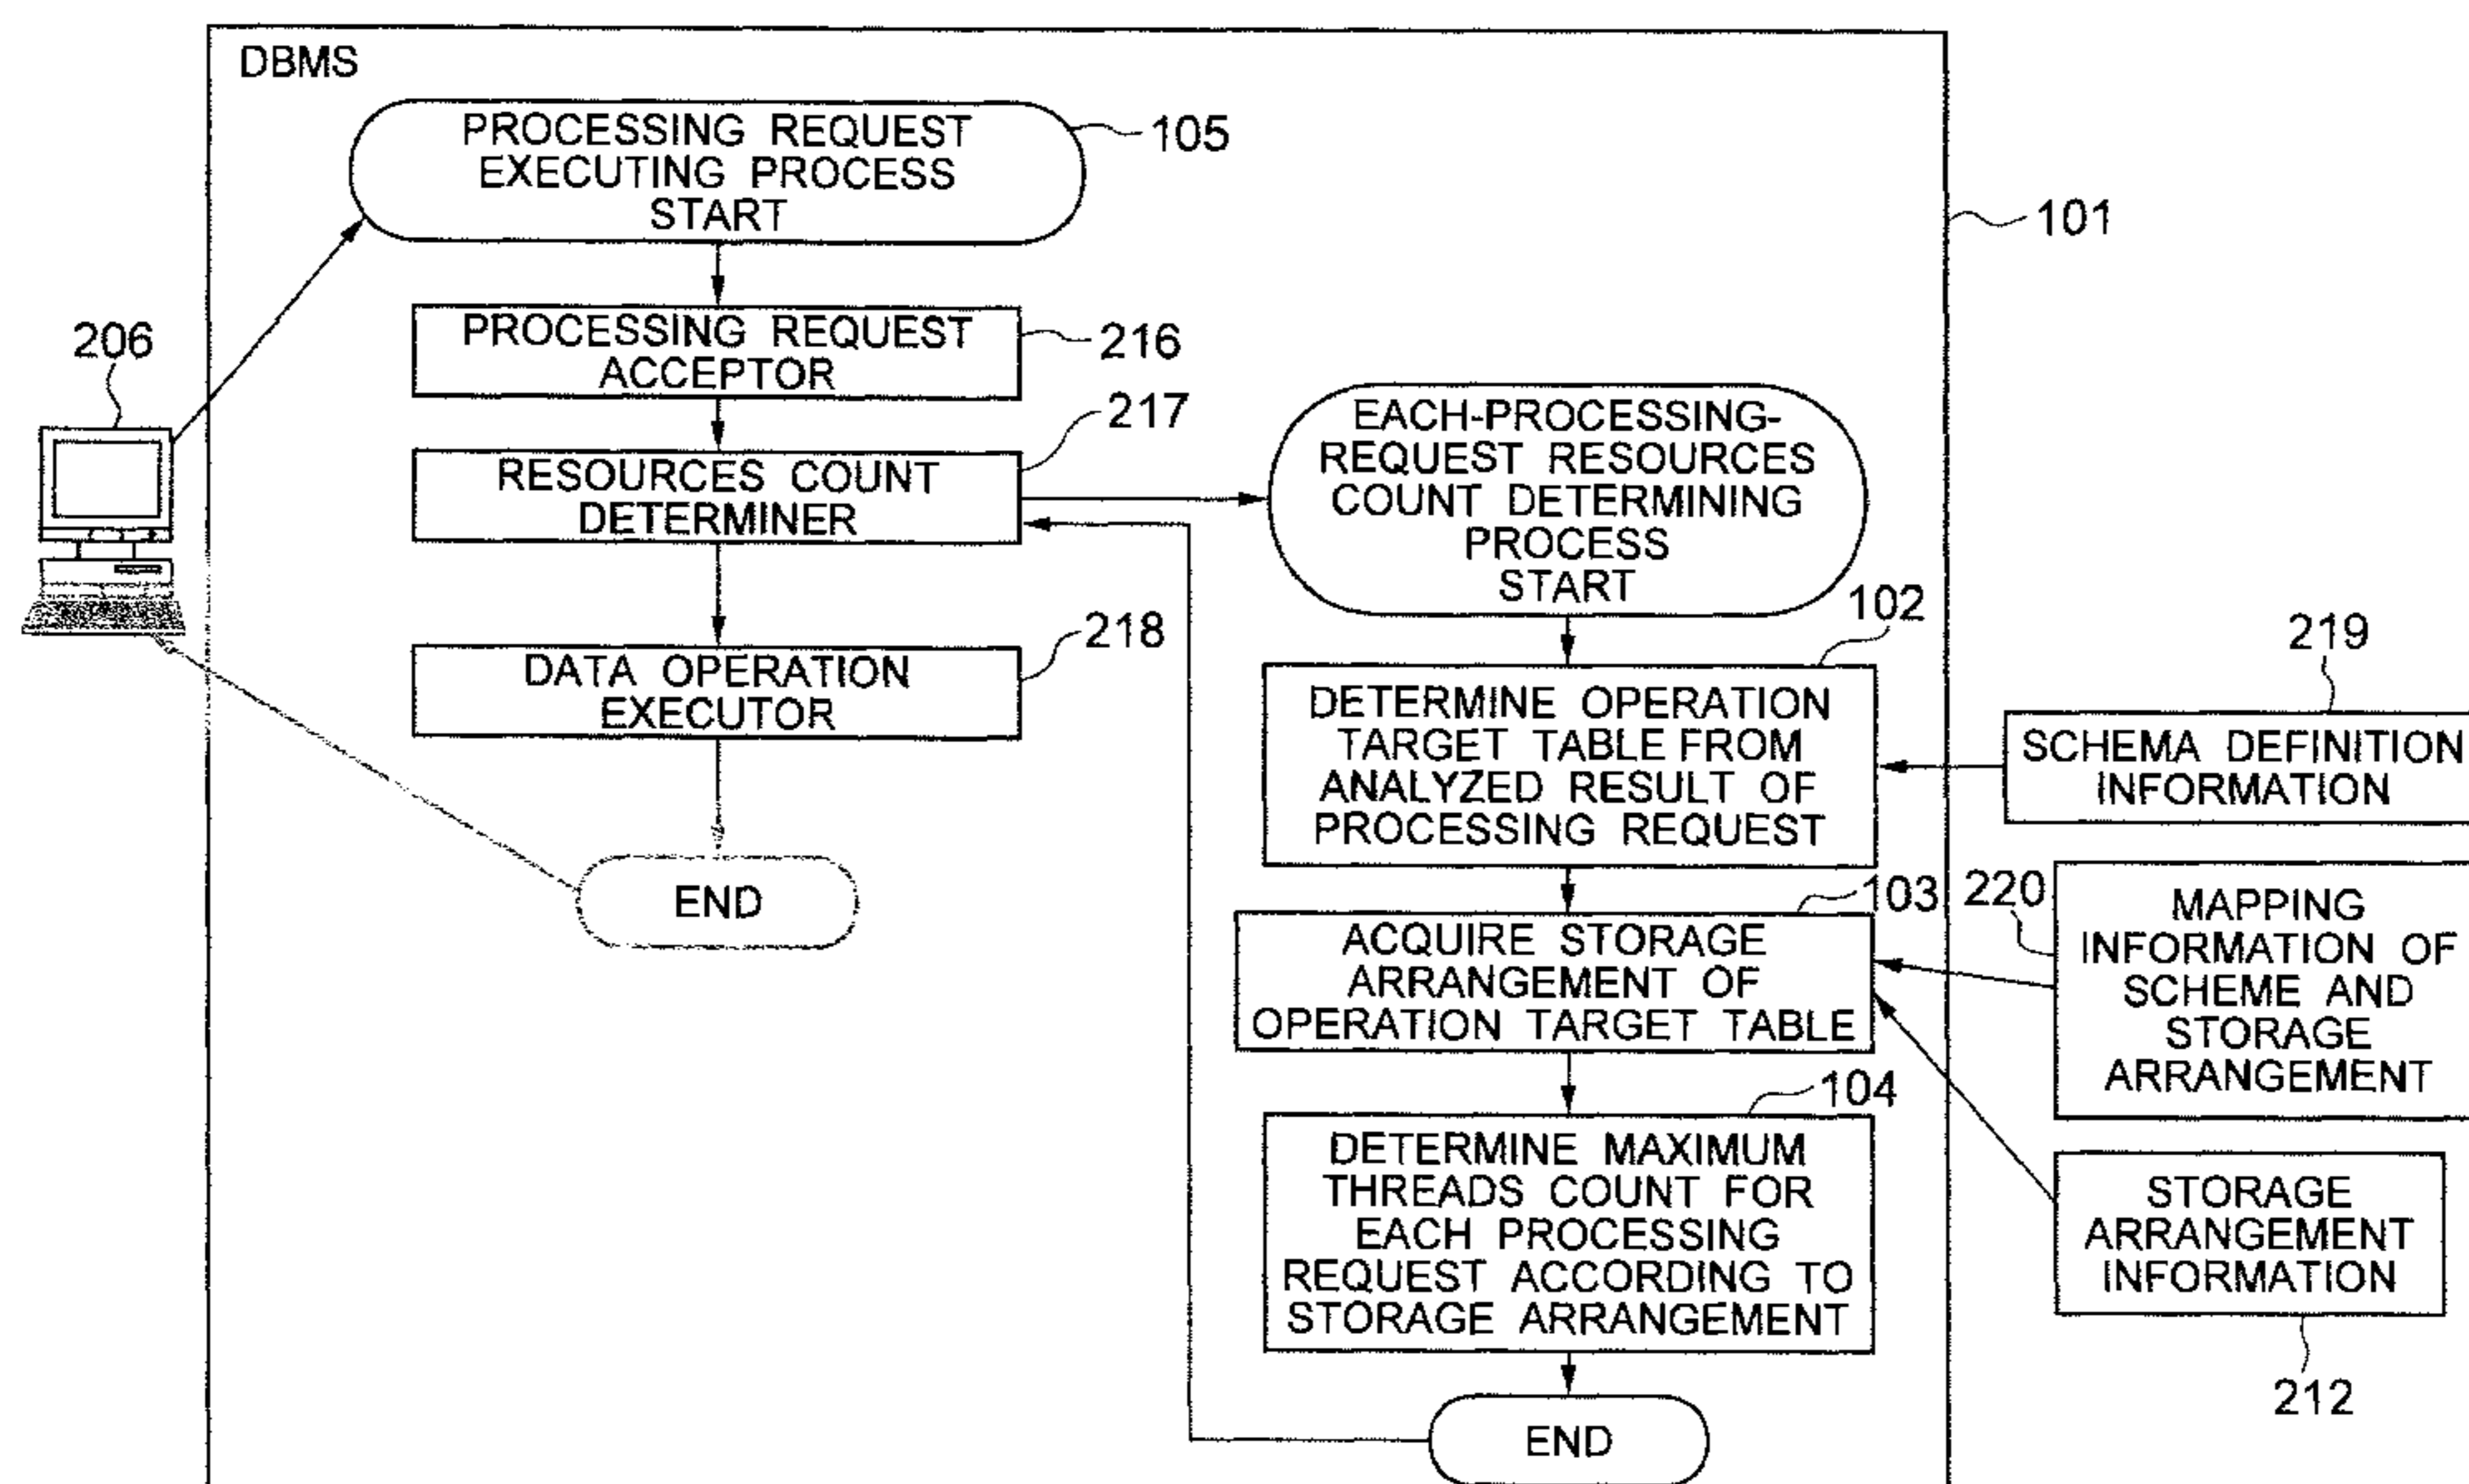 DBMS
PROCESSING REQUEST
EXECUTING PROCESS
START
105
101
206
PROCESSING REQUEST
ACCEPTOR
216
RESOURCES COUNT
DETERMINER
217
DATA OPERATION
EXECUTOR
218
END
EACH-PROCESSING-
REQUEST RESOURCES
COUNT DETERMINING
PROCESS
START
102
DETERMINE OPERATION
TARGET TABLE FROM
ANALYZED RESULT OF
PROCESSING REQUEST
219
SCHEMA DEFINITION
INFORMATION
103
ACQUIRE STORAGE
ARRANGEMENT OF
OPERATION TARGET TABLE
220
MAPPING
INFORMATION OF
SCHEME AND
STORAGE
ARRANGEMENT
104
DETERMINE MAXIMUM
THREADS COUNT FOR
EACH PROCESSING
REQUEST ACCORDING TO
STORAGE ARRANGEMENT
STORAGE
ARRANGEMENT
INFORMATION
212
END